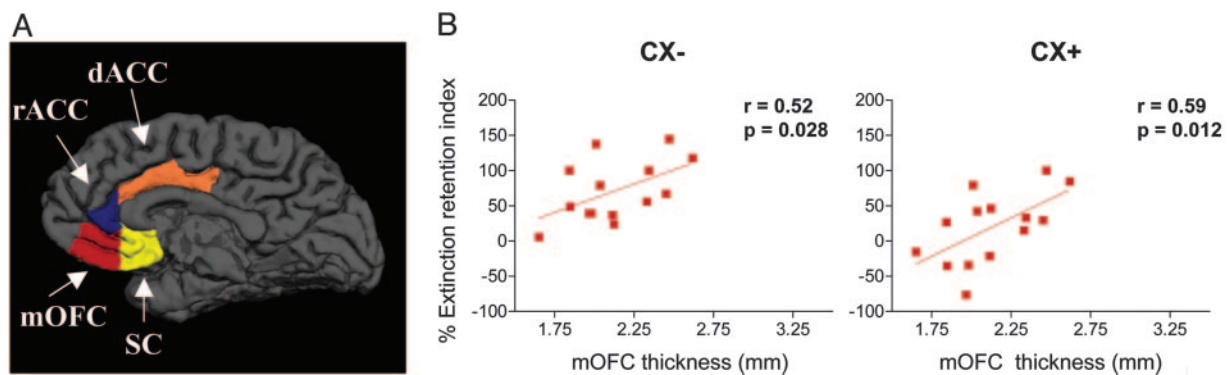 A
dACC
rACC
mOFC
SC
B
CX-
% Extinction retention index
200
150
100
50
0
-50
-100
r = 0.52
p = 0.028
1.75
2.25
2.75
3.25
mOFC thickness (mm)
CX+
200
150
100
50
0
-50
-100
r = 0.59
p = 0.012
1.75
2.25
2.75
3.25
mOFC thickness (mm)